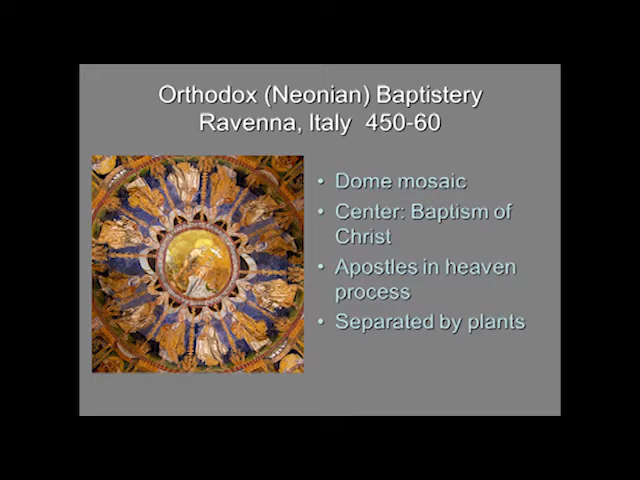 Orthodox (Neonian) Baptistery
Ravenna, Italy 450-60
• Dome mosaic
• Center: Baptism of
Christ
• Apostles in heaven
process
• Separated by plants